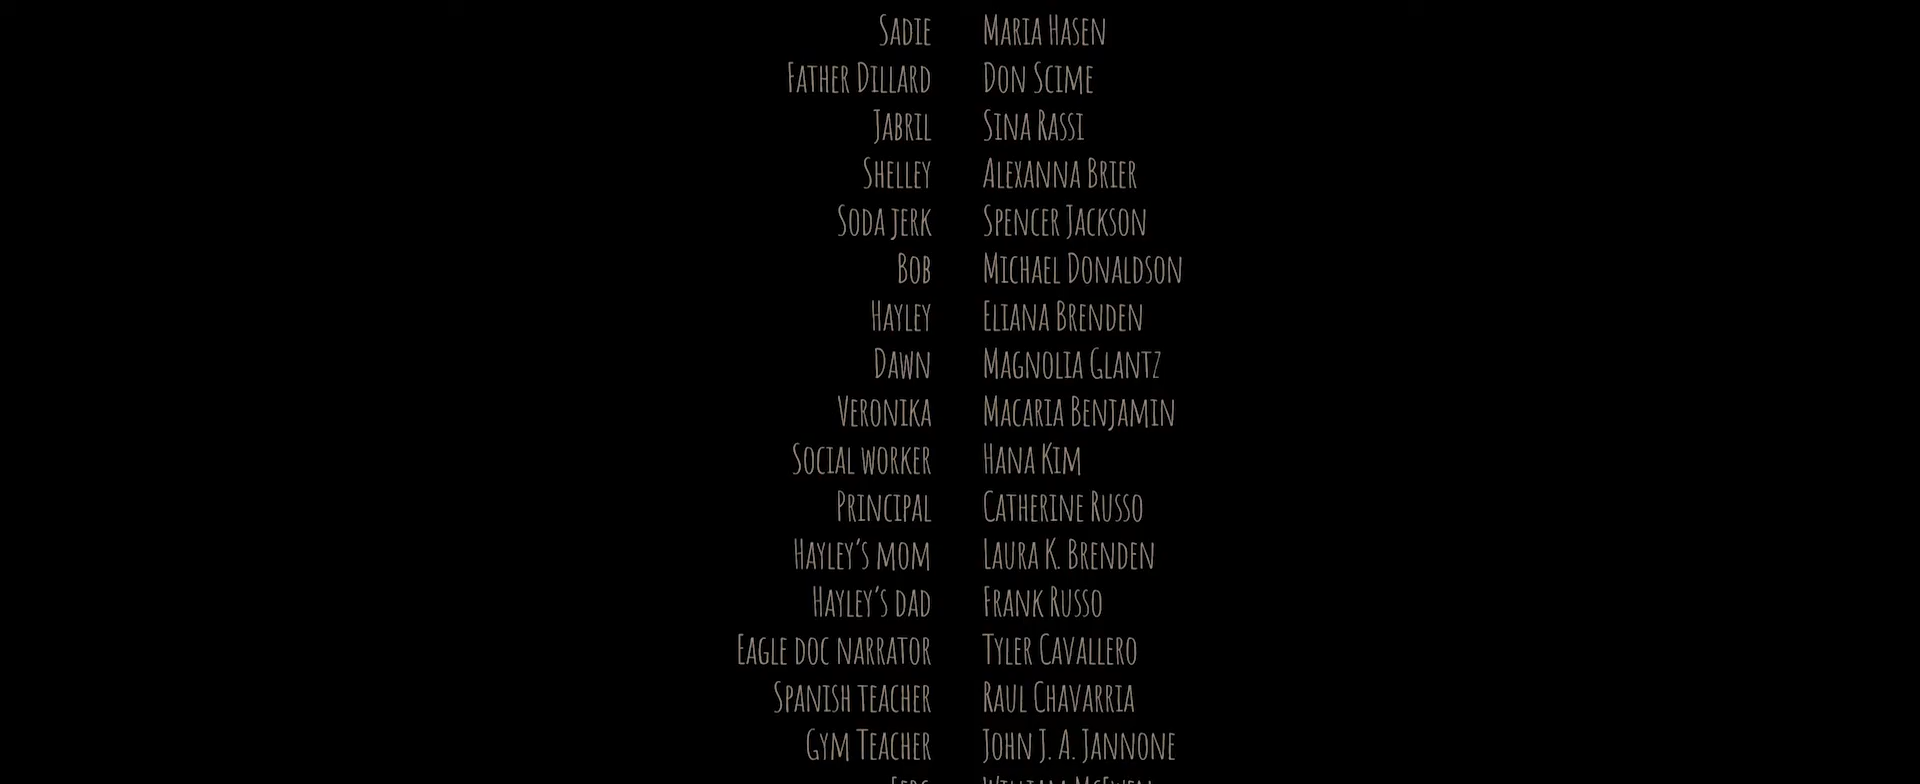 Sadie Maria Hasen
Father Dillard Don Scime
Jabril Sina Rassi
Shelley Alexanna Brier
Soda jerk Spencer Jackson
Bob Michael Donaldson
Hayley Eliana Brenden
Dawn Magnolia Glantz
Veronika Macaria Benjamin
Social worker Hana Kim
Principal Catherine Russo
Hayley’s mom Laura K. Brenden
Hayley’s dad Frank Russo
Eagle doc narrator Tyler Cavallero
Spanish teacher Raul Chavarria
Gym Teacher John J. A. Jannone